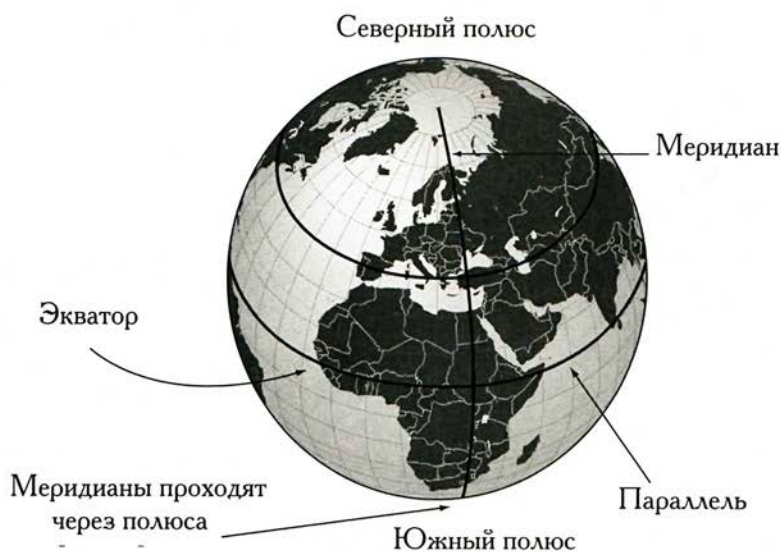 Северный полюс
Меридиан
Экватор
Меридианы проходят
через полюса
Параллель
Южный полюс